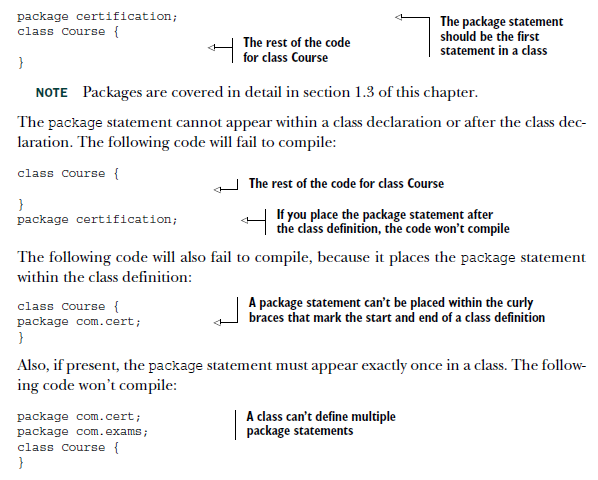 package certification;
class Course {
The package statement
should be the first
statement in a class
The rest of the code
for class Course
}
NOTE Packages are covered in detail in section 1.3 of this chapter.
The package statement cannot appear within a class declaration or after the class dec-
laration. The following code will fail to compile:
class Course {
The rest of the code for class Course
}
package certification;
If you place the package statement after
the class definition, the code won't compile
The following code will also fail to compile, because it places the package statement
within the class definition:
class Course {
package com.cert;
}
A package statement can't be placed within the curly
braces that mark the start and end of a class definition
Also, if present, the package statement must appear exactly once in a class. The follow-
ing code won't compile:
package com.cert;
package com.exams;
class Course {
}
A class can't define multiple
package statements